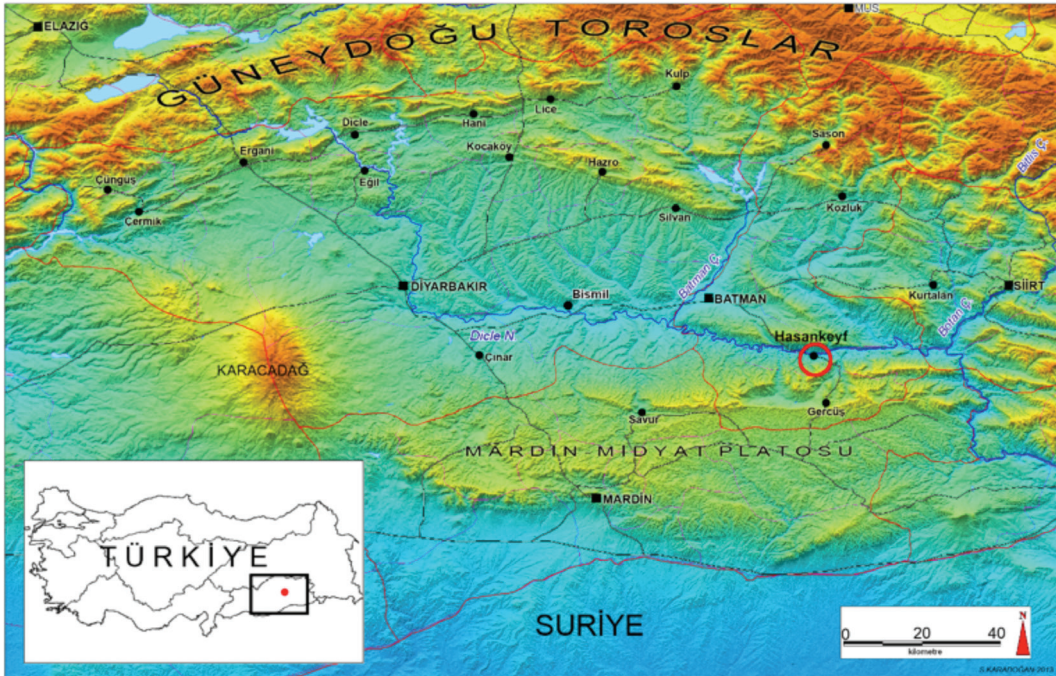 MUŞ
ELAZIĞ
GÜNEYDOĞU TOROSLAR
Kulp
Lice
Hani
Dicle
Sason
Kocaköy
Ergani
Hazro
Eğil
Bitlis Ç.
Çüngüş
Çermik
Kozluk
Silvan
DİYARBAKIR
Batman Ç.
BATMAN
Bismil
Kurtalan
SİİRT
Botan Ç.
Dicle N.
Hasankeyf
Çınar
KARACADAĞ
Savur
Gercüş
MARDİN MİDYAT PLATOSU
MARDİN
TÜRKİYE
SURİYE
N
0 20 40
kilometre
S.KARADOĞAN 2013